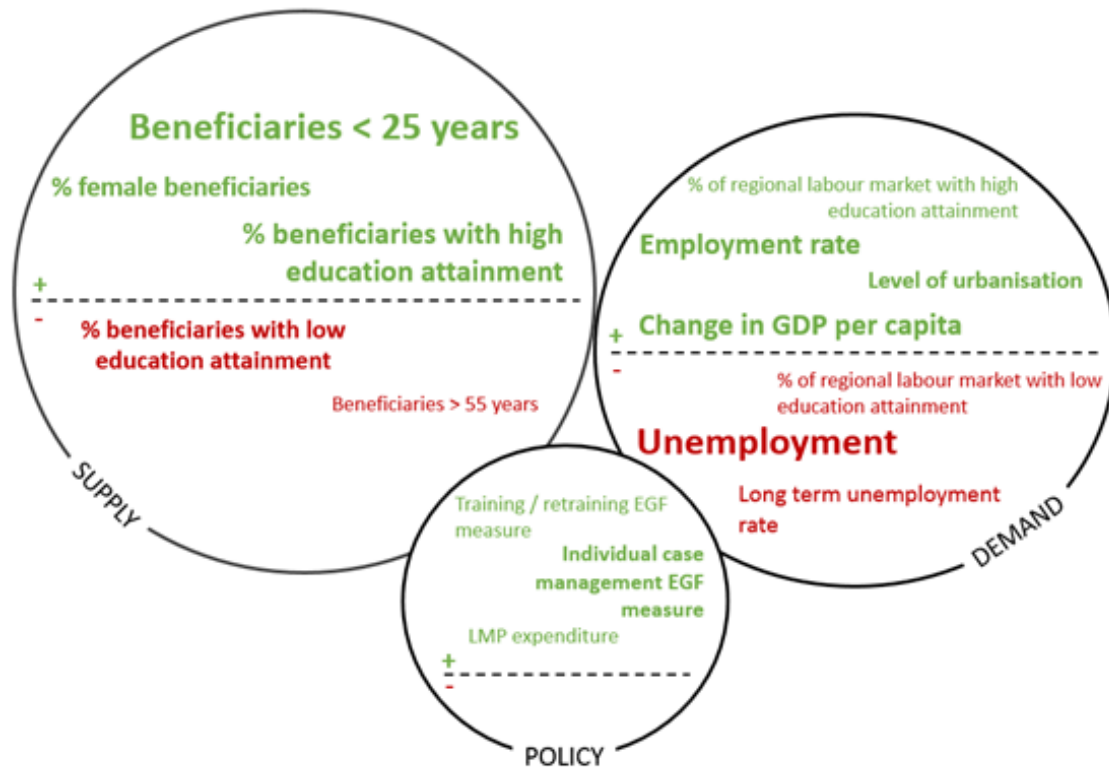 Beneficiaries < 25 years
% female beneficiaries
% beneficiaries with high
education attainment
+
-
% beneficiaries with low
education attainment
Beneficiaries > 55 years
SUPPLY
% of regional labour market with high
education attainment
Employment rate
Level of urbanisation
Change in GDP per capita
+
-
% of regional labour market with low
education attainment
Unemployment
Long term unemployment
rate
DEMAND
Training / retraining EGF
measure
Individual case
management EGF
measure
LMP expenditure
+
-
POLICY